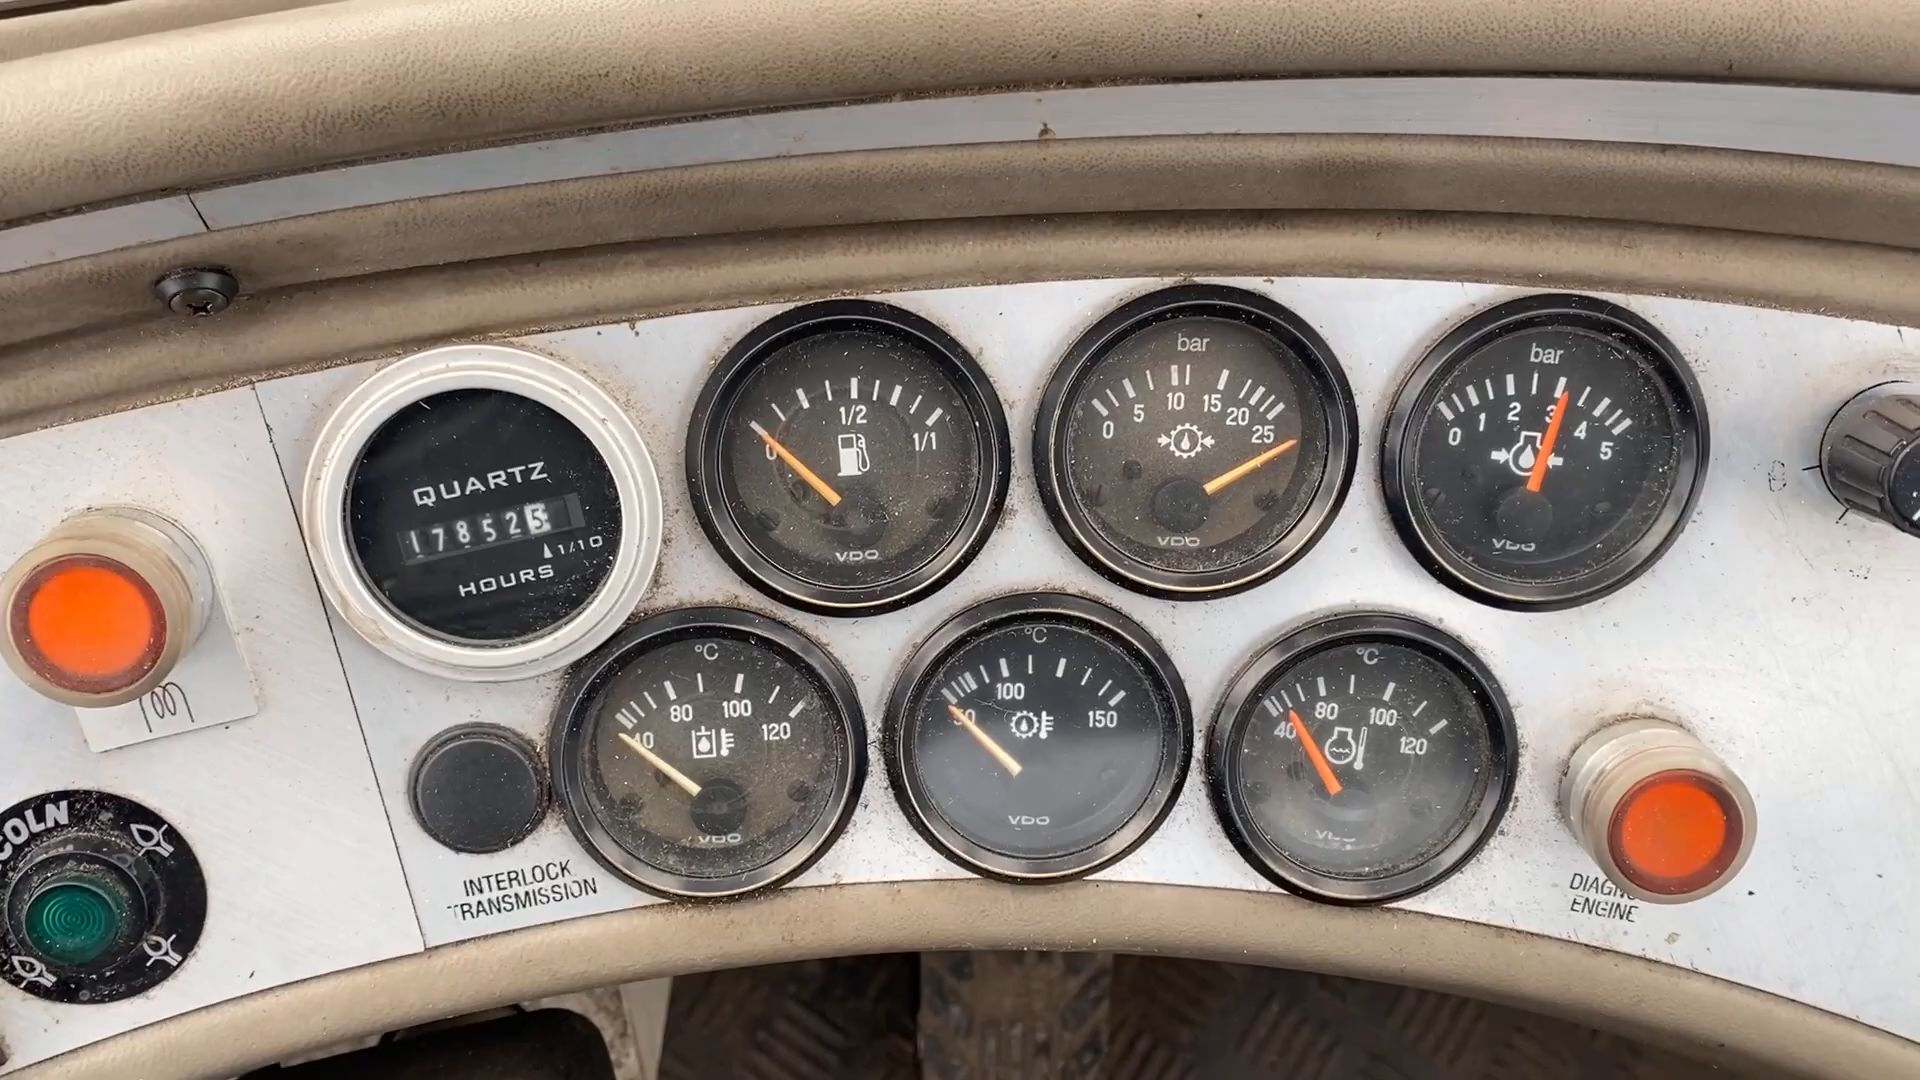 QUARTZ
178525
1/10
HOURS
0
1/2
1/1
VDO
bar
0 5 10 15 20 25
VDO
bar
0 1 2 3 4 5
VDO
°C
40 80 100 120
VDO
°C
50 100 150
VDO
°C
40 80 100 120
VDO
INTERLOCK
TRANSMISSION
ENGINE